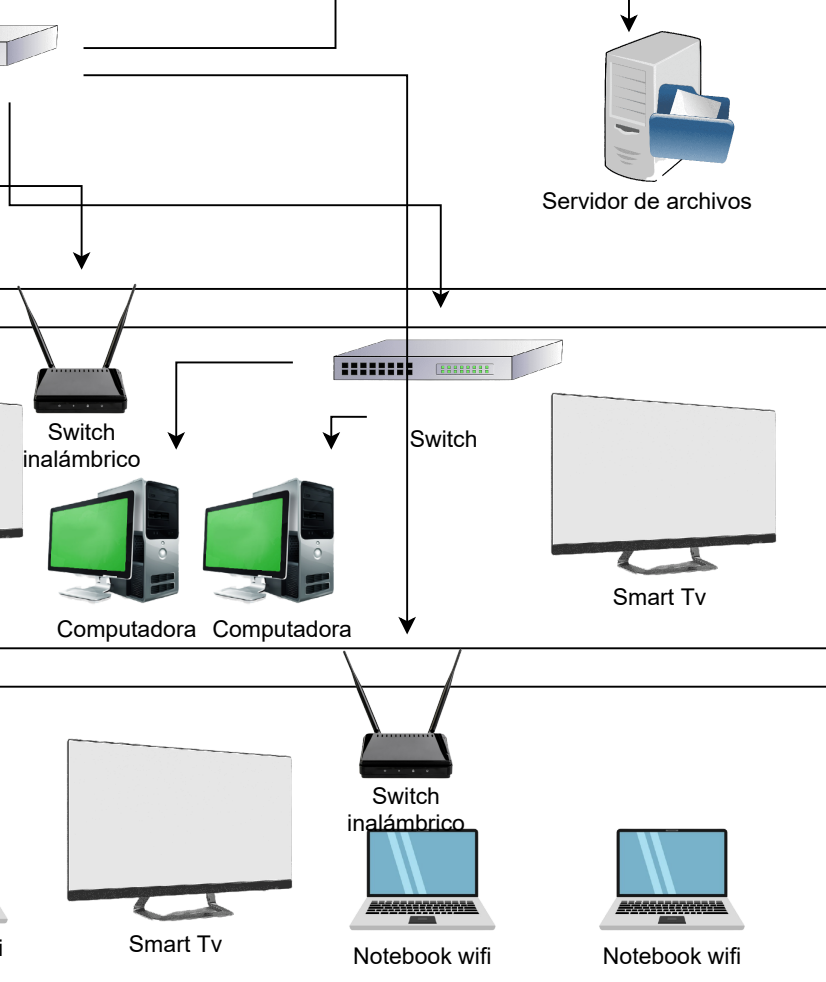 Servidor de archivos
Switch
inalámbrico
Switch
Smart Tv
Computadora
Computadora
Switch
inalámbrico
i
Smart Tv
Notebook wifi
Notebook wifi